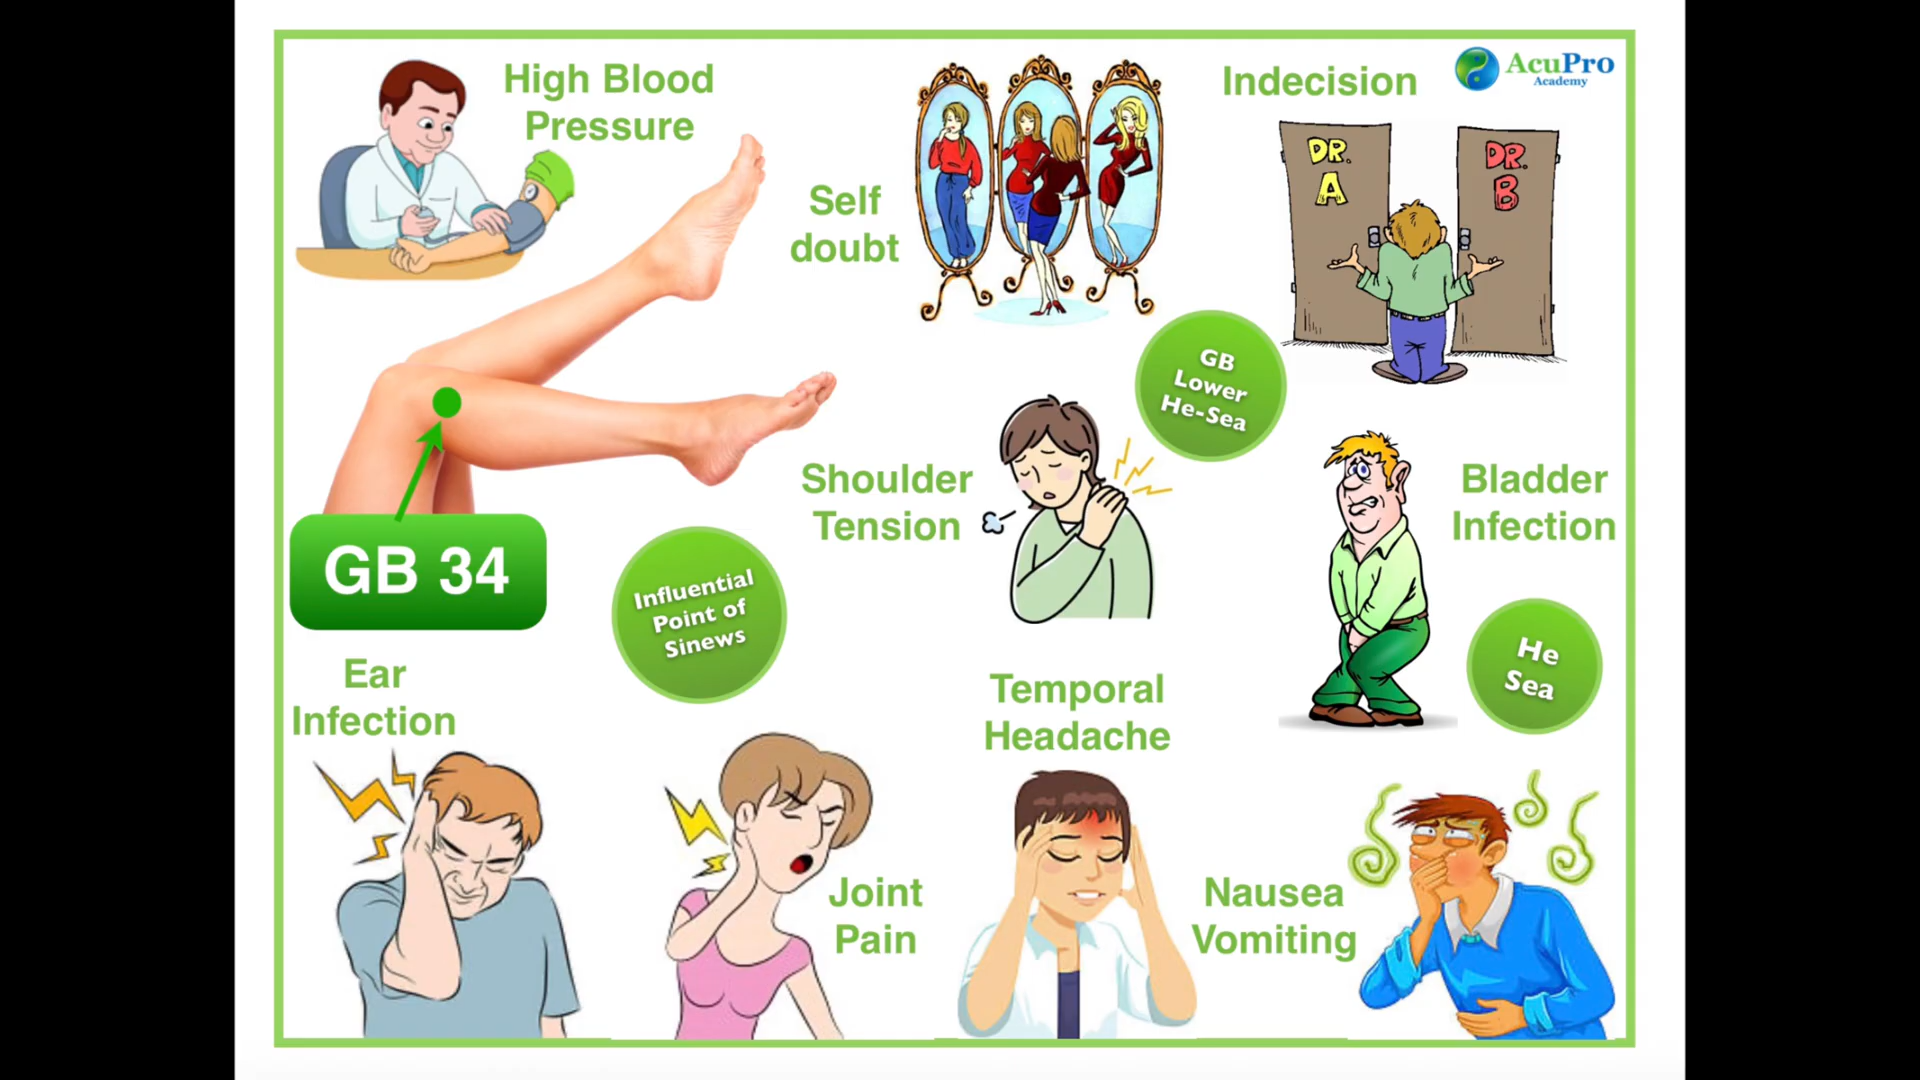 High Blood
Pressure
Self
doubt
Indecision
AcuPro
Academy
DR.
A
DR.
B
GB
Lower
He-Sea
Shoulder
Tension
Bladder
Infection
GB 34
Influential
Point of
Sinews
He
Sea
Ear
Infection
Temporal
Headache
Joint
Pain
Nausea
Vomiting